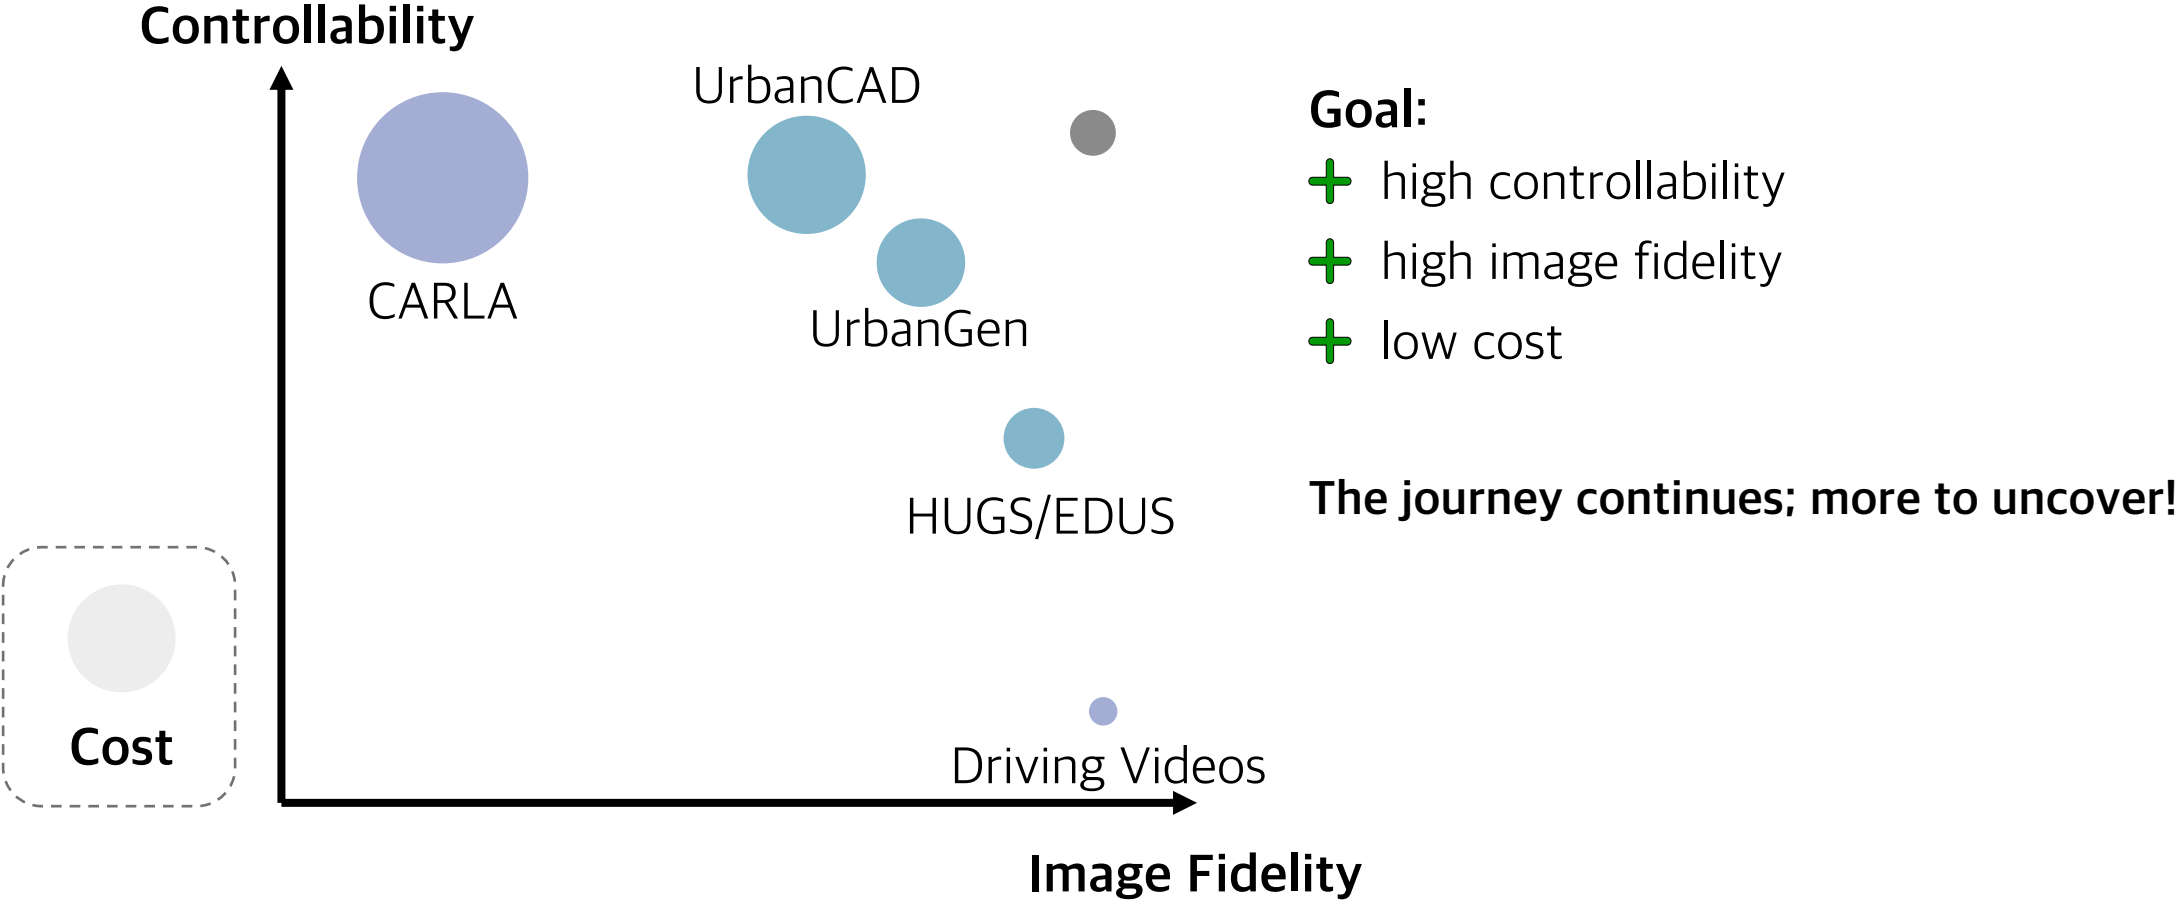 Controllability
UrbanCAD
CARLA
UrbanGen
HUGS/EDUS
Driving Videos
Cost
Image Fidelity
Goal:
high controllability
high image fidelity
low cost
The journey continues; more to uncover!